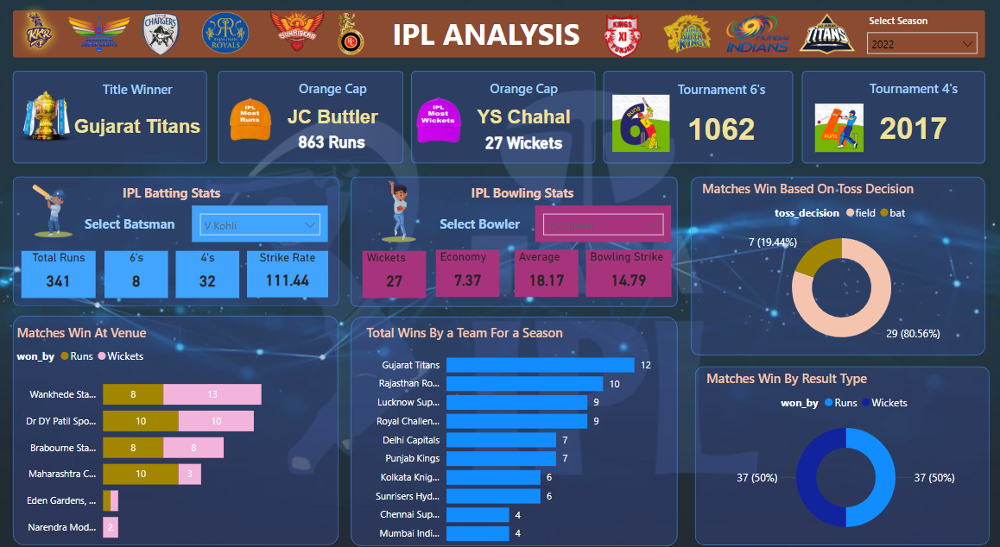 KKR
CHARGERS
RAJASTHAN
ROYALS
SUNRISERS
IPL ANALYSIS
KINGS
XI
PUNJAB
MUMBAI
INDIANS
TITANS
Select Season
2022
Title Winner
Gujarat Titans
Orange Cap
IPL
Most
Runs
JC Buttler
863 Runs
Orange Cap
IPL
Most
Wickets
YS Chahal
27 Wickets
Tournament 6's
RUNS
6
1062
Tournament 4's
4
RUNS
2017
IPL Batting Stats
Select Batsman
V Kohli
Total Runs
341
6's
8
4's
32
Strike Rate
111.44
IPL Bowling Stats
Select Bowler
Wickets
27
Economy
7.37
Average
18.17
Bowling Strike
14.79
Matches Win Based On Toss Decision
toss_decision field bat
7 (19.44%)
29 (80.56%)
Matches Win At Venue
won_by Runs Wickets
Wankhede Sta... 8 13
Dr DY Patil Spo... 10 10
Brabourne Sta... 8 8
Maharashtra C... 10 3
Eden Gardens, ...
Narendra Mod... 2
Total Wins By a Team For a Season
Gujarat Titans 12
Rajasthan Ro... 10
Lucknow Sup... 9
Royal Challen... 9
Delhi Capitals 7
Punjab Kings 7
Kolkata Knig... 6
Sunrisers Hyd... 6
Chennai Sup... 4
Mumbai Indi... 4
Matches Win By Result Type
won_by Runs Wickets
37 (50%)
37 (50%)
IPL